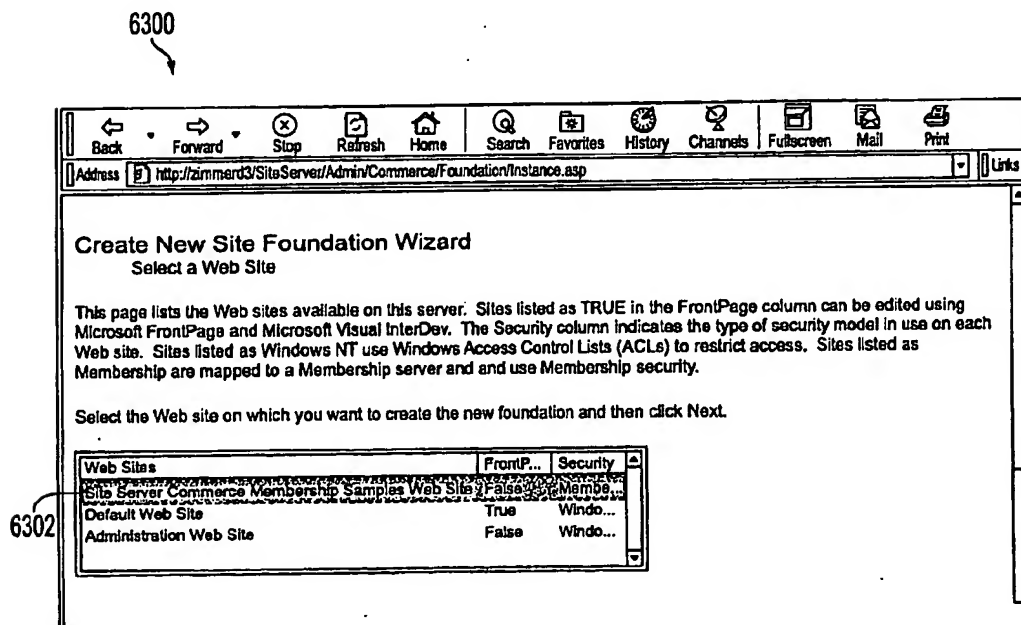 6300
Back Forward Stop Refresh Home Search Favorites History Channels Fullscreen Mail Print
Address http://zimmerd3/SiteServer/Admin/Commerce/Foundation/Instance.asp Links
Create New Site Foundation Wizard
Select a Web Site
This page lists the Web sites available on this server. Sites listed as TRUE in the FrontPage column can be edited using
Microsoft FrontPage and Microsoft Visual InterDev. The Security column indicates the type of security model in use on each
Web site. Sites listed as Windows NT use Windows Access Control Lists (ACLs) to restrict access. Sites listed as
Membership are mapped to a Membership server and and use Membership security.
Select the Web site on which you want to create the new foundation and then click Next.
Web Sites FrontP... Security
Site Server Commerce Membership Samples Web Site False Membe...
6302
Default Web Site True Windo...
Administration Web Site False Windo...